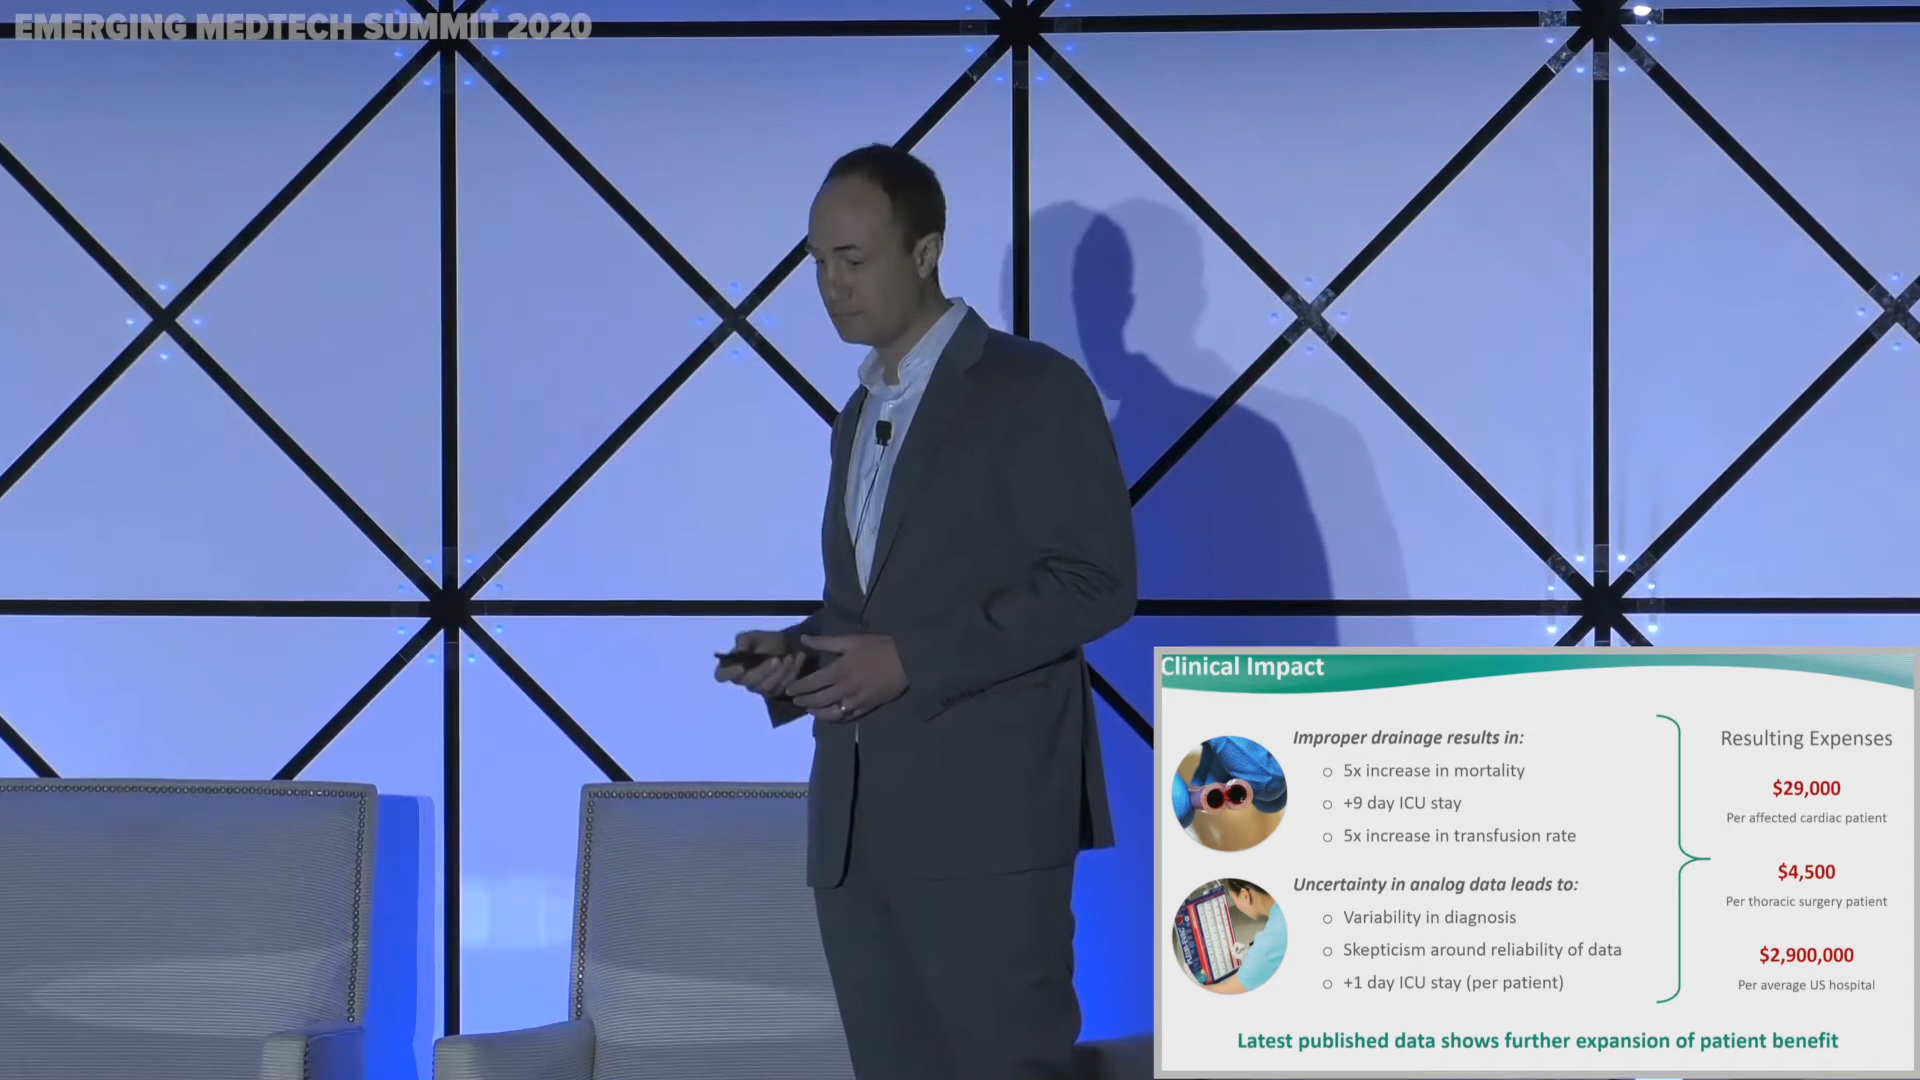 EMERGING MEDTECH SUMMIT 2020
Clinical Impact
Improper drainage results in:
5x increase in mortality
+9 day ICU stay
5x increase in transfusion rate
Uncertainty in analog data leads to:
Variability in diagnosis
Skepticism around reliability of data
+1 day ICU stay (per patient)
Resulting Expenses
$29,000
Per affected cardiac patient
$4,500
Per thoracic surgery patient
$2,900,000
Per average US hospital
Latest published data shows further expansion of patient benefit